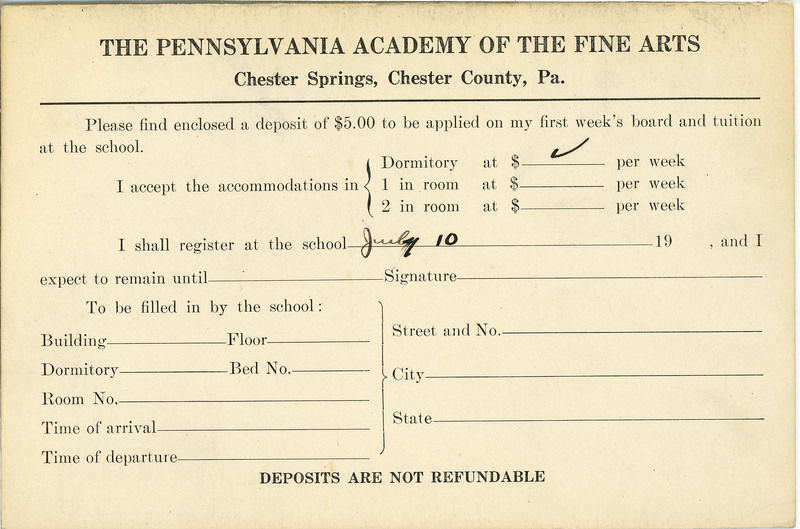 THE PENNSYLVANIA ACADEMY OF THE FINE ARTS
Chester Springs, Chester County, Pa.
Please find enclosed a deposit of $5.00 to be applied on my first week's board and tuition
at the school.
I accept the accommodations in
Dormitory at $ ✓ per week
1 in room at $ per week
2 in room at $ per week
I shall register at the school July 10 19 , and I
expect to remain until Signature
To be filled in by the school:
Building Floor
Dormitory Bed No.
Room No.
Time of arrival
Time of departure
Street and No.
City
State
DEPOSITS ARE NOT REFUNDABLE